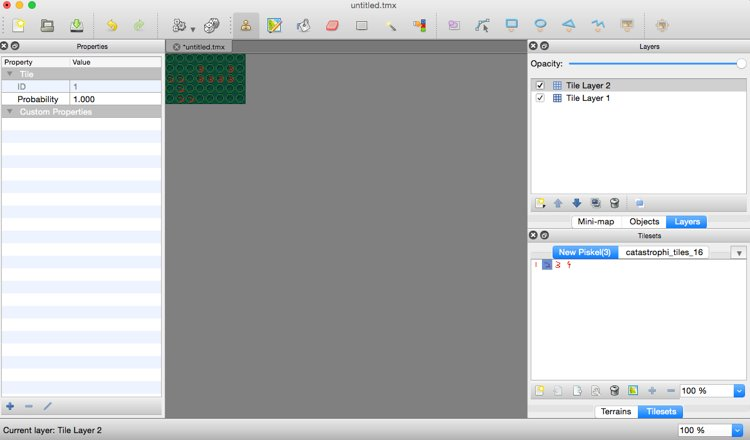 untitled.tmx
Properties
*untitled.tmx
Layers
Property Value
Tile
ID 1
Probability 1.000
Custom Properties
Opacity:
Tile Layer 2
Tile Layer 1
Mini-map Objects Layers
Tilesets
New Piskel(3) catastrophi_tiles_16
100 %
Terrains Tilesets
Current layer: Tile Layer 2
100 %